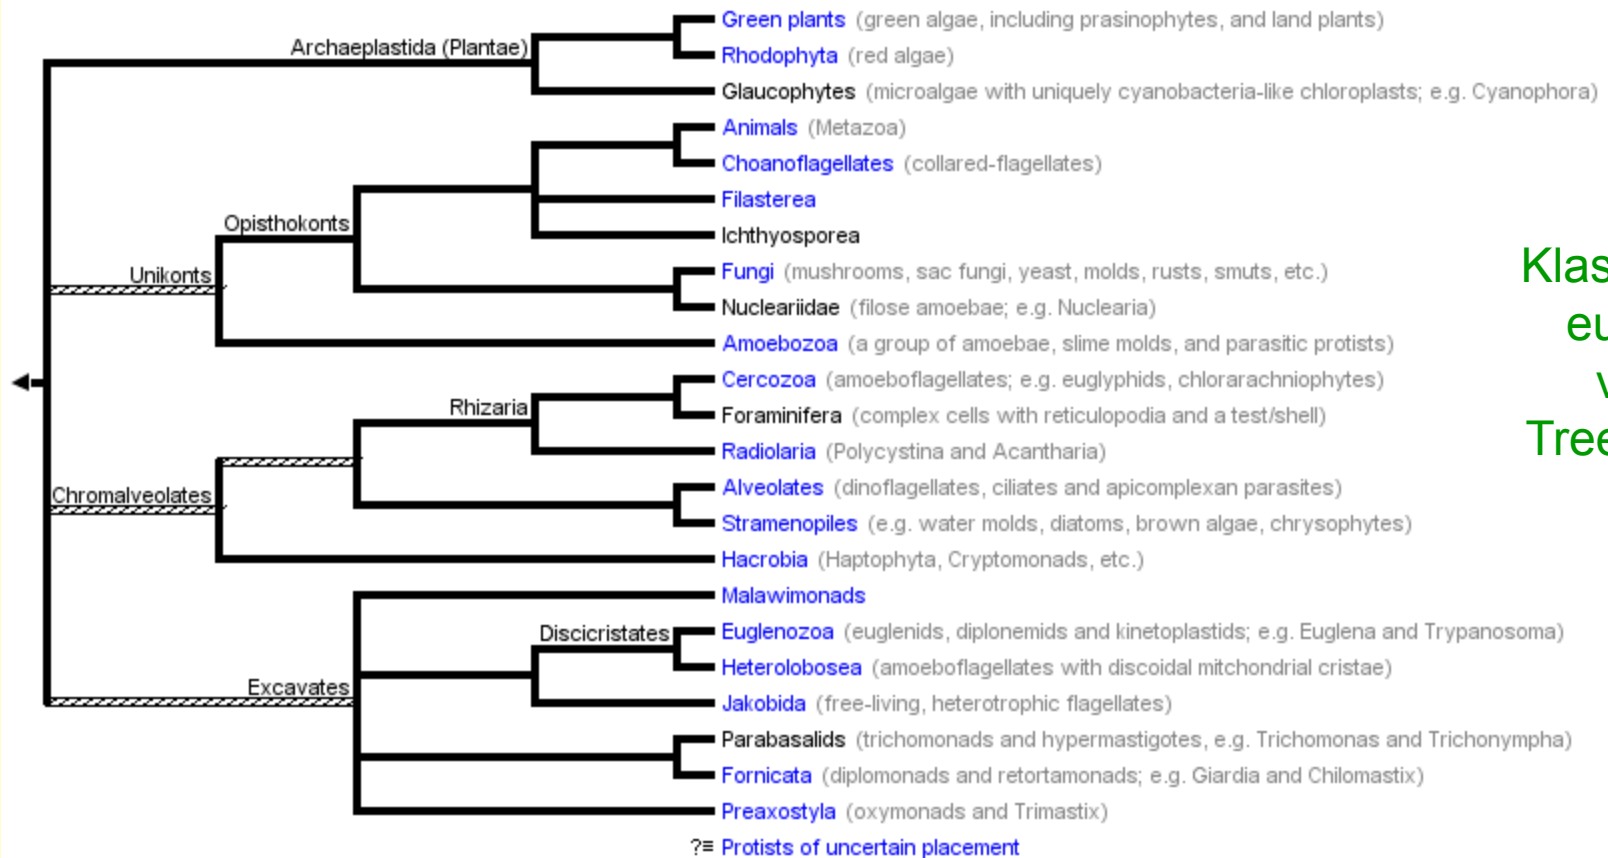 Green plants (green algae, including prasinophytes, and land plants)
Archaeplastida (Plantae)
Rhodophyta (red algae)
Glaucophytes (microalgae with uniquely cyanobacteria-like chloroplasts; e.g. Cyanophora)
Animals (Metazoa)
Choanoflagellates (collared-flagellates)
Filasterea
Opisthokonts
Ichthyosporea
Unikonts
Fungi (mushrooms, sac fungi, yeast, molds, rusts, smuts, etc.)
Nucleariidae (filose amoebae; e.g. Nuclearia)
Amoebozoa (a group of amoebae, slime molds, and parasitic protists)
Cercozoa (amoeboflagellates; e.g. euglyphids, chlorarachniophytes)
Rhizaria
Foraminifera (complex cells with reticulopodia and a test/shell)
Radiolaria (Polycystina and Acantharia)
Alveolates (dinoflagellates, ciliates and apicomplexan parasites)
Chromalveolates
Stramenopiles (e.g. water molds, diatoms, brown algae, chrysophytes)
Hacrobia (Haptophyta, Cryptomonads, etc.)
Malawimonads
Discicristates
Euglenozoa (euglenids, diplonemids and kinetoplastids; e.g. Euglena and Trypanosoma)
Heterolobosea (amoeboflagellates with discoidal mitchondrial cristae)
Excavates
Jakobida (free-living, heterotrophic flagellates)
Parabasalids (trichomonads and hypermastigotes, e.g. Trichomonas and Trichonympha)
Fornicata (diplomonads and retortamonads; e.g. Giardia and Chilomastix)
Preaxostyla (oxymonads and Trimastix)
?≡ Protists of uncertain placement
Klas
eu
Tree